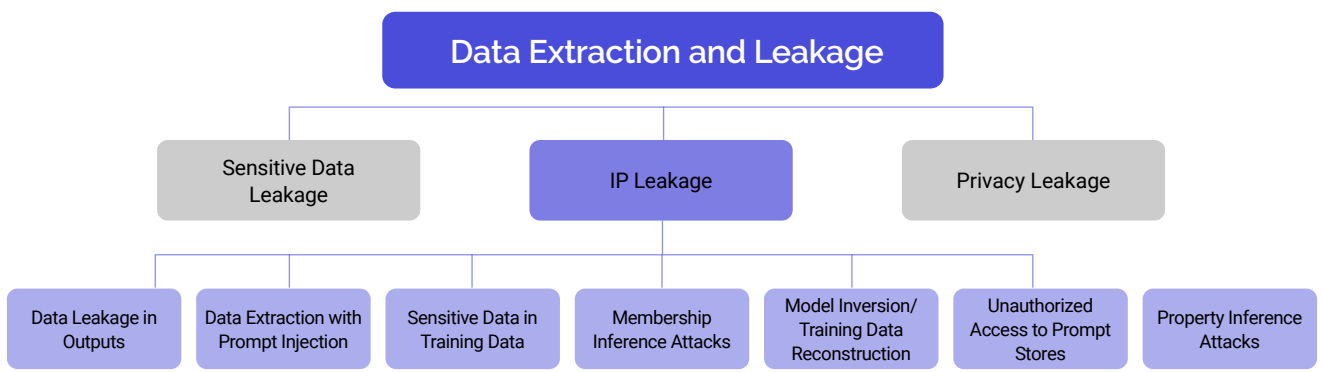 Data Extraction and Leakage
Sensitive Data
Leakage
IP Leakage
Privacy Leakage
Data Leakage in
Outputs
Data Extraction with
Prompt Injection
Sensitive Data in
Training Data
Membership
Inference Attacks
Model Inversion/
Training Data
Reconstruction
Unauthorized
Access to Prompt
Stores
Property Inference
Attacks